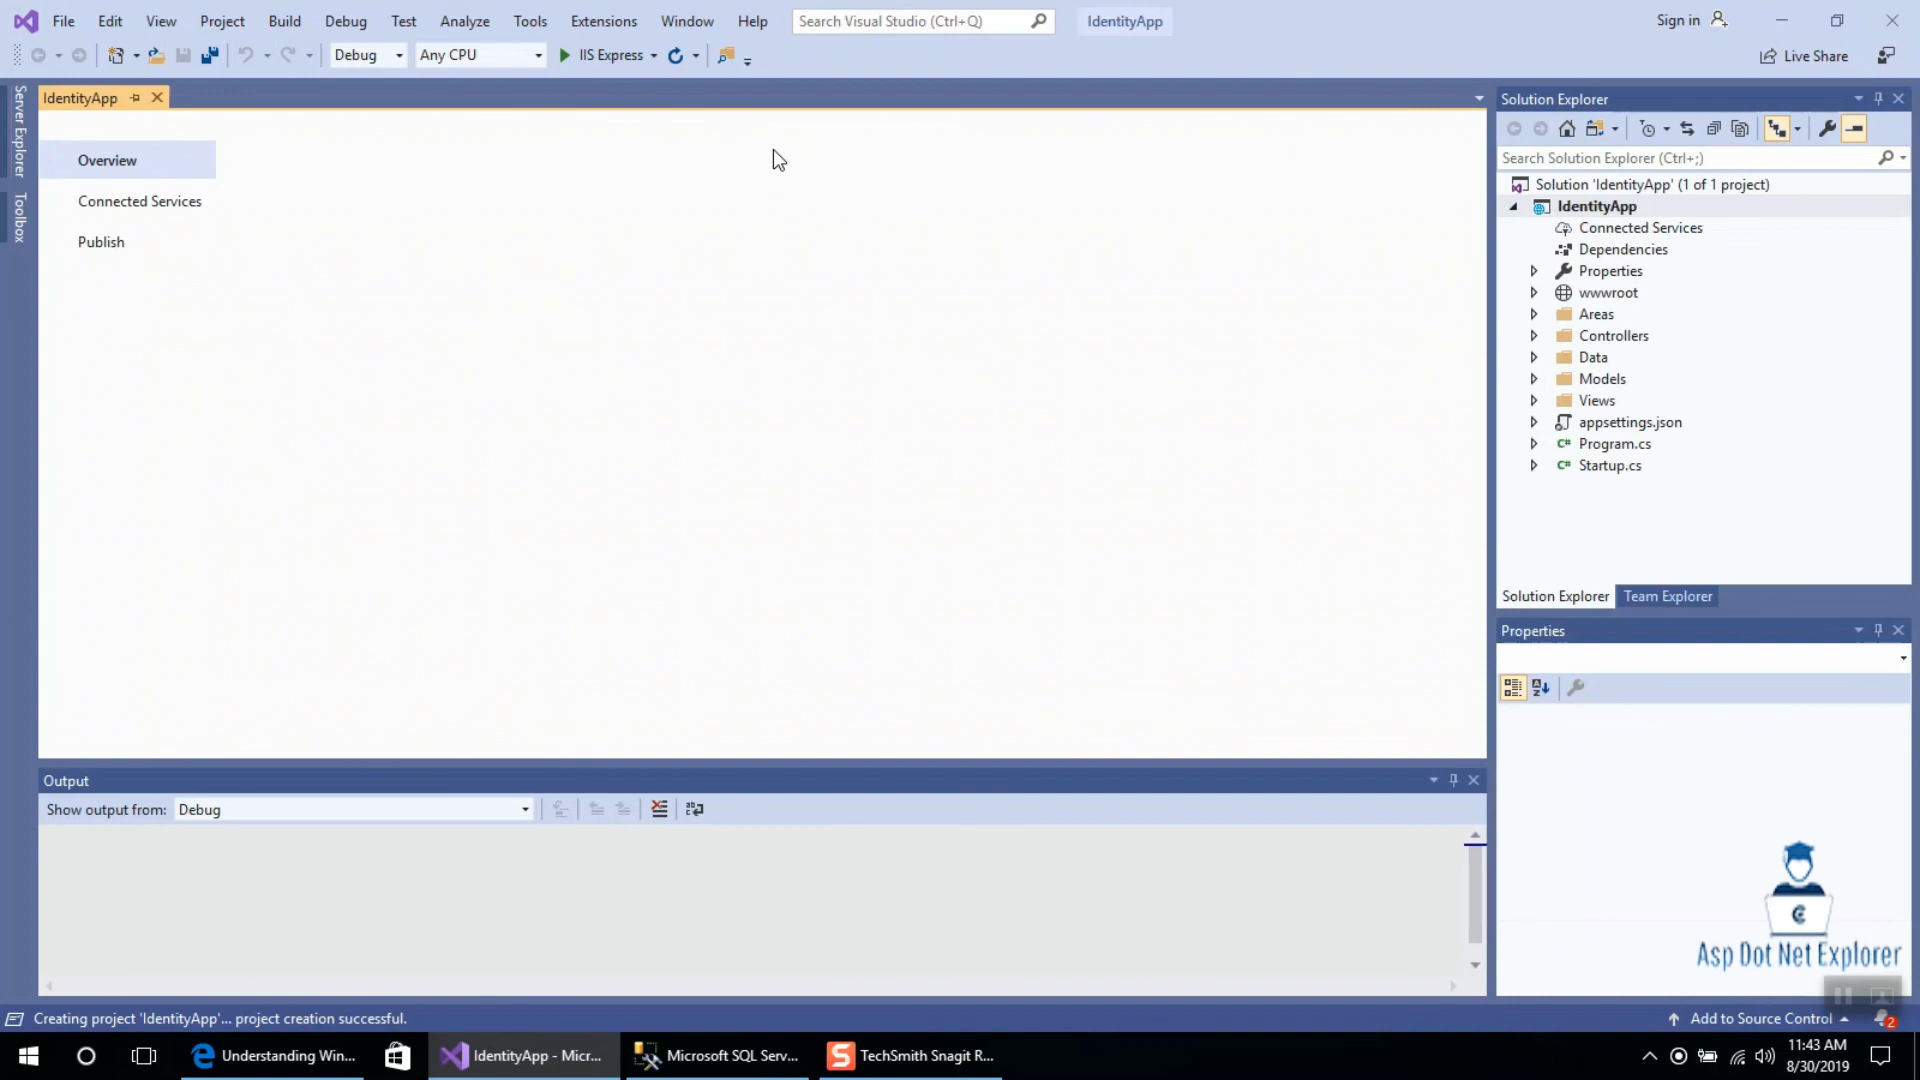 File Edit View Project Build Debug Test Analyze Tools Extensions Window Help Search Visual Studio (Ctrl+Q) IdentityApp Sign in
Debug Any CPU IIS Express Live Share
Server Explorer
Toolbox
IdentityApp
Overview
Connected Services
Publish
Solution Explorer
Search Solution Explorer (Ctrl+;)
Solution 'IdentityApp' (1 of 1 project)
IdentityApp
Connected Services
Dependencies
Properties
wwwroot
Areas
Controllers
Data
Models
Views
appsettings.json
C# Program.cs
C# Startup.cs
Solution Explorer Team Explorer
Properties
Output
Show output from: Debug
Asp Dot Net Explorer
Creating project 'IdentityApp'... project creation successful. Add to Source Control 2
Understanding Win... IdentityApp - Micr... Microsoft SQL Serv... TechSmith Snagit R... 11:43 AM
8/30/2019